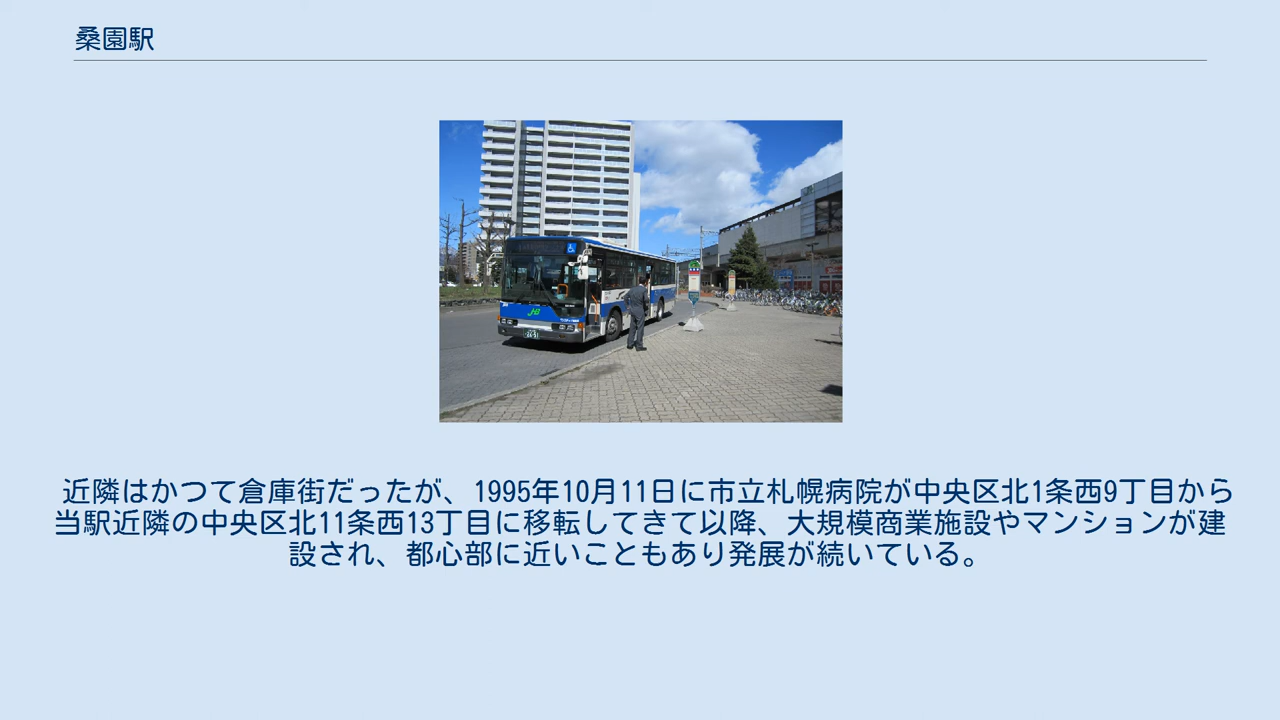 桑園駅
近隣はかつて倉庫街だったが、1995年10月11日に市立札幌病院が中央区北1条西9丁目から
当駅近隣の中央区北11条西13丁目に移転してきて以降、大規模商業施設やマンションが建
設され、都心部に近いこともあり発展が続いている。